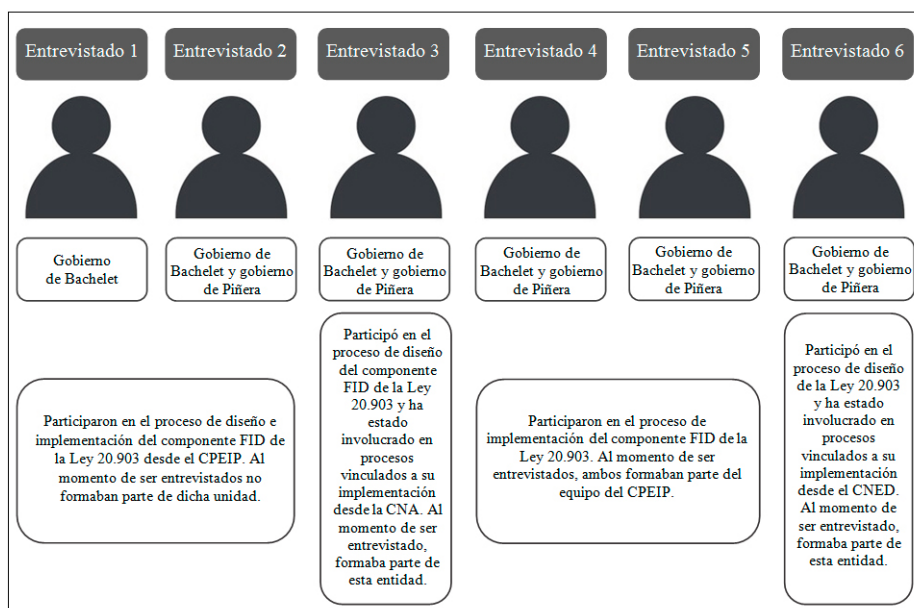 Entrevistado 1
Entrevistado 2
Entrevistado 3
Entrevistado 4
Entrevistado 5
Entrevistado 6
Gobierno
de Bachelet
Gobierno de
Bachelet y gobierno
de Piñera
Gobierno de
Bachelet y gobierno
de Piñera
Gobierno de
Bachelet y gobierno
de Piñera
Gobierno de
Bachelet y gobierno
de Piñera
Gobierno de
Bachelet y gobierno
de Piñera
Participaron en el proceso de diseño e
implementación del componente FID de
la Ley 20.903 desde el CPEIP. Al
momento de ser entrevistados no
formaban parte de dicha unidad.
Participó en el
proceso de diseño
del componente
FID de la Ley
20.903 y ha
estado
involucrado en
procesos
vinculados a su
implementación
desde la CNA. Al
momento de ser
entrevistado,
formaba parte de
esta entidad.
Participaron en el proceso de
implementación del componente FID de la
Ley 20.903. Al momento de ser
entrevistados, ambos formaban parte del
equipo del CPEIP.
Participó en el
proceso de diseño
de la Ley 20.903
y ha estado
involucrado en
procesos
vinculados a su
implementación
desde el CNED.
Al momento de
ser entrevistado,
formaba parte de
esta entidad.